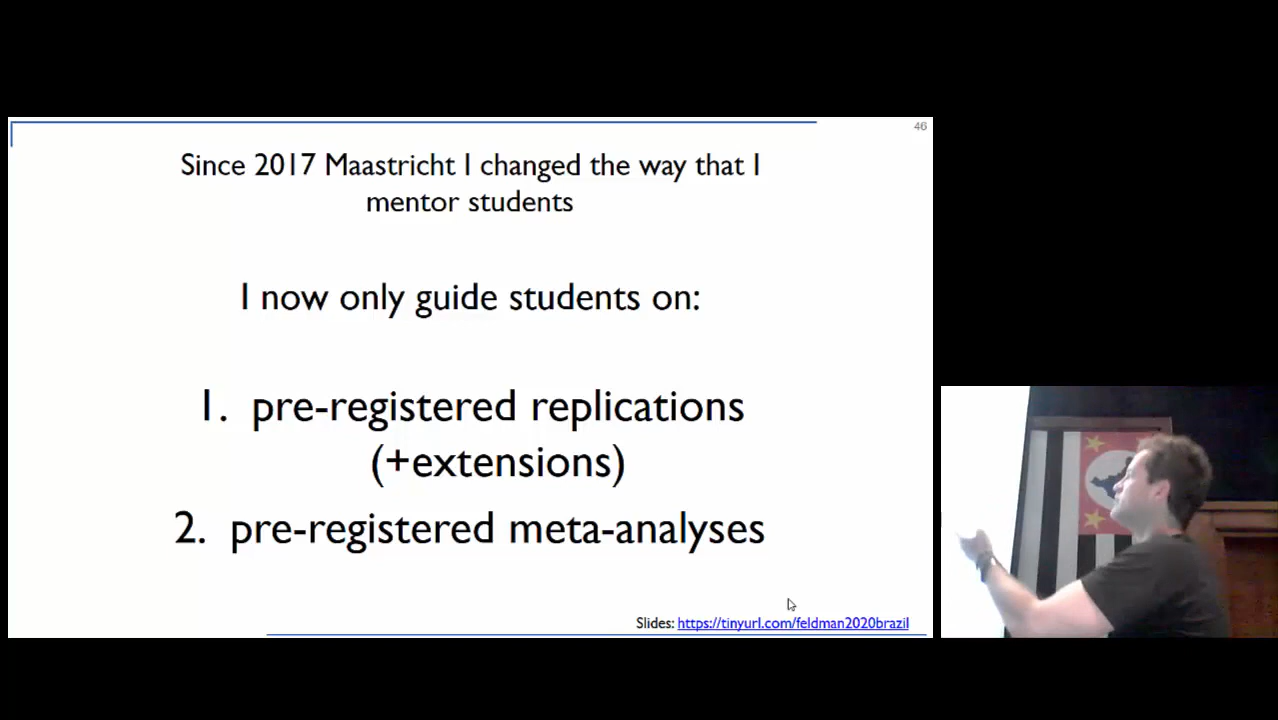 46
Since 2017 Maastricht I changed the way that I
mentor students
I now only guide students on:
1. pre-registered replications
(+extensions)
2. pre-registered meta-analyses
Slides: https://tinyurl.com/feldman2020brazil